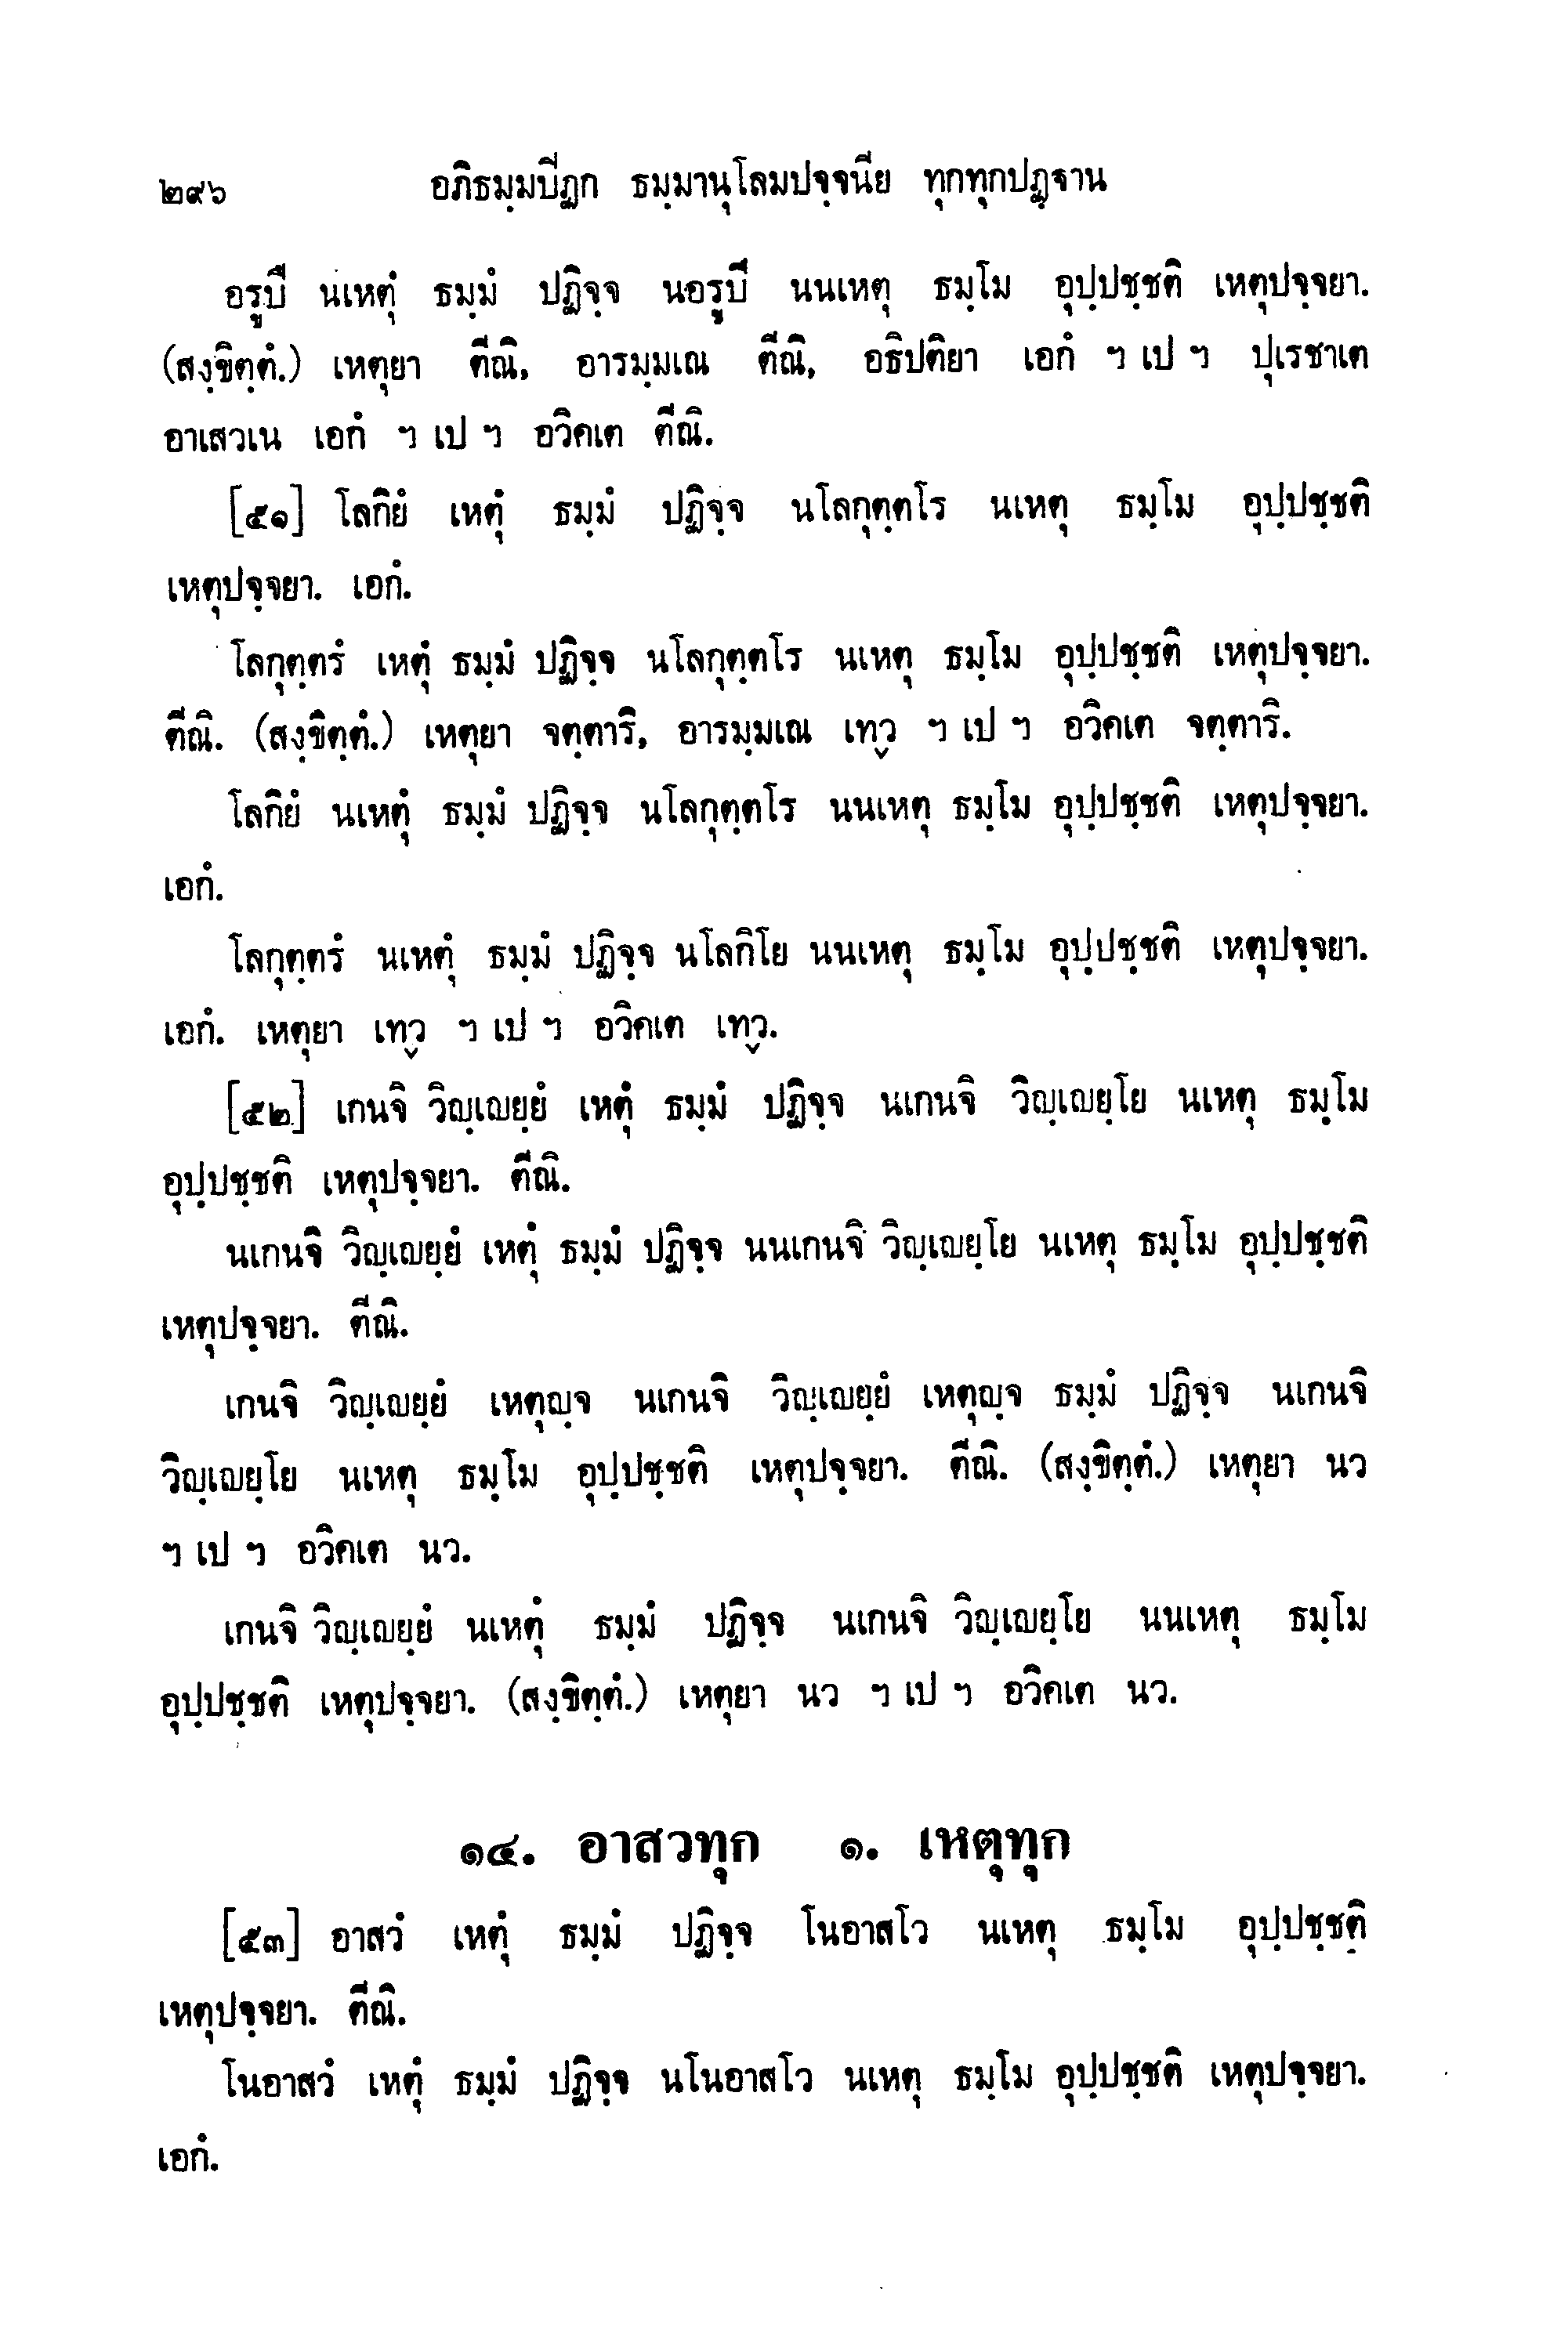 ๒๙๖ อภิธมฺมปีฏก ธมฺมานุโลมปจฺจนีย ทุกทุกปฏฺฐาน
อรูปี นเหตุํ ธมฺมํ ปฏิจฺจ นอรูปี นนเหตุ ธมฺโม อุปฺปชฺชติ เหตุปจฺจยา.
(สงฺขิตฺตํ.) เหตุยา ตีณิ, อารมฺมเณ ตีณิ, อธิปติยา เอกํ ฯ เป ฯ ปุเรชาเต
อาเสวเน เอกํ ฯ เป ฯ อวิคเต ตีณิ.
[๕๑] โลกิยํ เหตุํ ธมฺมํ ปฏิจฺจ นโลกุตฺตโร นเหตุ ธมฺโม อุปฺปชฺชติ
เหตุปจฺจยา. เอกํ.
โลกุตฺตรํ เหตุํ ธมฺมํ ปฏิจฺจ นโลกุตฺตโร นเหตุ ธมฺโม อุปฺปชฺชติ เหตุปจฺจยา.
ตีณิ. (สงฺขิตฺตํ.) เหตุยา จตฺตาริ, อารมฺมเณ เทฺว ฯ เป ฯ อวิคเต จตฺตาริ.
โลกิยํ นเหตุํ ธมฺมํ ปฏิจฺจ นโลกุตฺตโร นนเหตุ ธมฺโม อุปฺปชฺชติ เหตุปจฺจยา.
เอกํ.
โลกุตฺตรํ นเหตุํ ธมฺมํ ปฏิจฺจ นโลกิโย นนเหตุ ธมฺโม อุปฺปชฺชติ เหตุปจฺจยา.
เอกํ. เหตุยา เทฺว ฯ เป ฯ อวิคเต เทฺว.
[๕๒] เกนจิ วิญฺเญยฺยํ เหตุํ ธมฺมํ ปฏิจฺจ นเกนจิ วิญฺเญยฺโย นเหตุ ธมฺโม
อุปฺปชฺชติ เหตุปจฺจยา. ตีณิ.
นเกนจิ วิญฺเญยฺยํ เหตุํ ธมฺมํ ปฏิจฺจ นนเกนจิ วิญฺเญยฺโย นเหตุ ธมฺโม อุปฺปชฺชติ
เหตุปจฺจยา. ตีณิ.
เกนจิ วิญฺเญยฺยํ เหตุญฺจ นเกนจิ วิญฺเญยฺยํ เหตุญฺจ ธมฺมํ ปฏิจฺจ นเกนจิ
วิญฺเญยฺโย นเหตุ ธมฺโม อุปฺปชฺชติ เหตุปจฺจยา. ตีณิ. (สงฺขิตฺตํ.) เหตุยา นว
ฯ เป ฯ อวิคเต นว.
เกนจิ วิญฺเญยฺยํ นเหตุํ ธมฺมํ ปฏิจฺจ นเกนจิ วิญฺเญยฺโย นนเหตุ ธมฺโม
อุปฺปชฺชติ เหตุปจฺจยา. (สงฺขิตฺตํ.) เหตุยา นว ฯ เป ฯ อวิคเต นว.
๑๔. อาสวทุก ๑. เหตุทุก
[๕๓] อาสวํ เหตุํ ธมฺมํ ปฏิจฺจ โนอาสโว นเหตุ ธมฺโม อุปฺปชฺชติ
เหตุปจฺจยา. ตีณิ.
โนอาสวํ เหตุํ ธมฺมํ ปฏิจฺจ นโนอาสโว นเหตุ ธมฺโม อุปฺปชฺชติ เหตุปจฺจยา.
เอกํ.